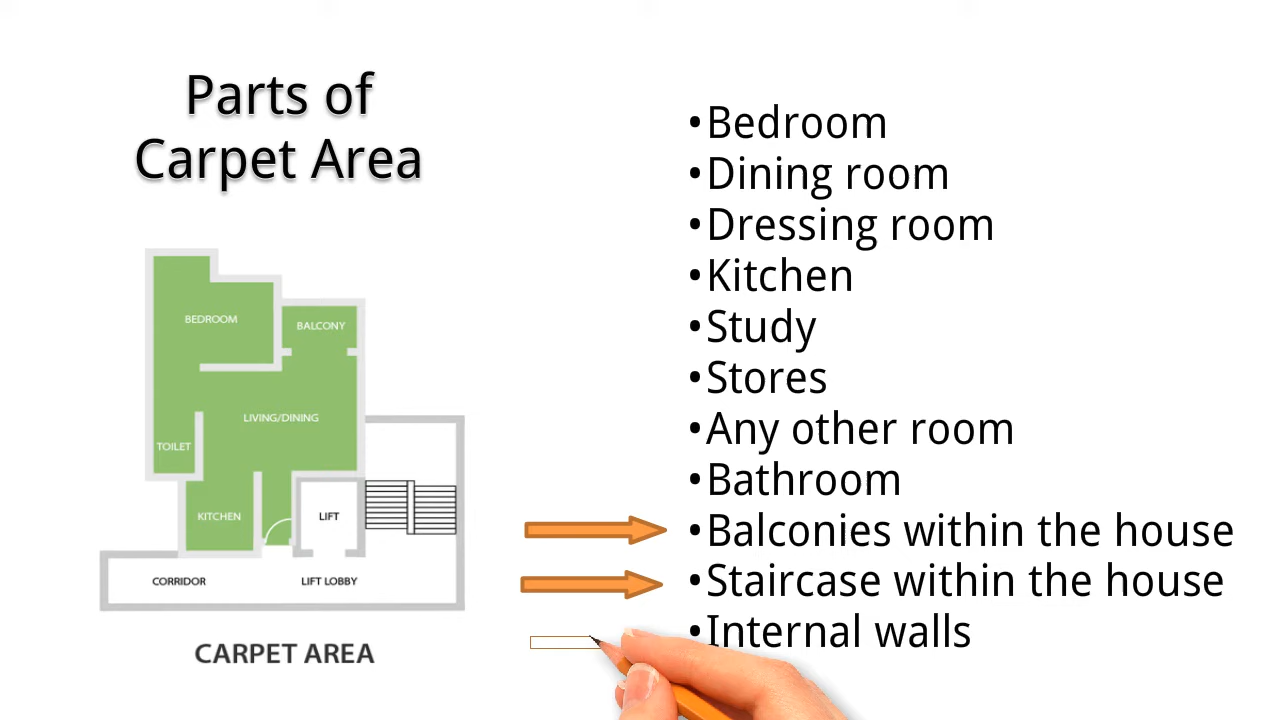 Parts of
Carpet Area
•Bedroom
•Dining room
•Dressing room
•Kitchen
•Study
•Stores
•Any other room
•Bathroom
•Balconies within the house
•Staircase within the house
•Internal walls
BEDROOM
BALCONY
LIVING/DINING
TOILET
KITCHEN
LIFT
CORRIDOR
LIFT LOBBY
CARPET AREA